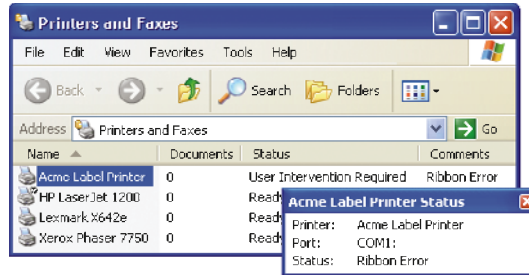 Printers and Faxes
File Edit View Favorites Tools Help
Back Search Folders
Address Printers and Faxes Go
Name Documents Status Comments
Acme Label Printer 0 User Intervention Required Ribbon Error
HP LaserJet 1200 0 Ready
Lexmark X642e 0 Ready
Xerox Phaser 7750 0 Ready
Acme Label Printer Status
Printer: Acme Label Printer
Port: COM1:
Status: Ribbon Error